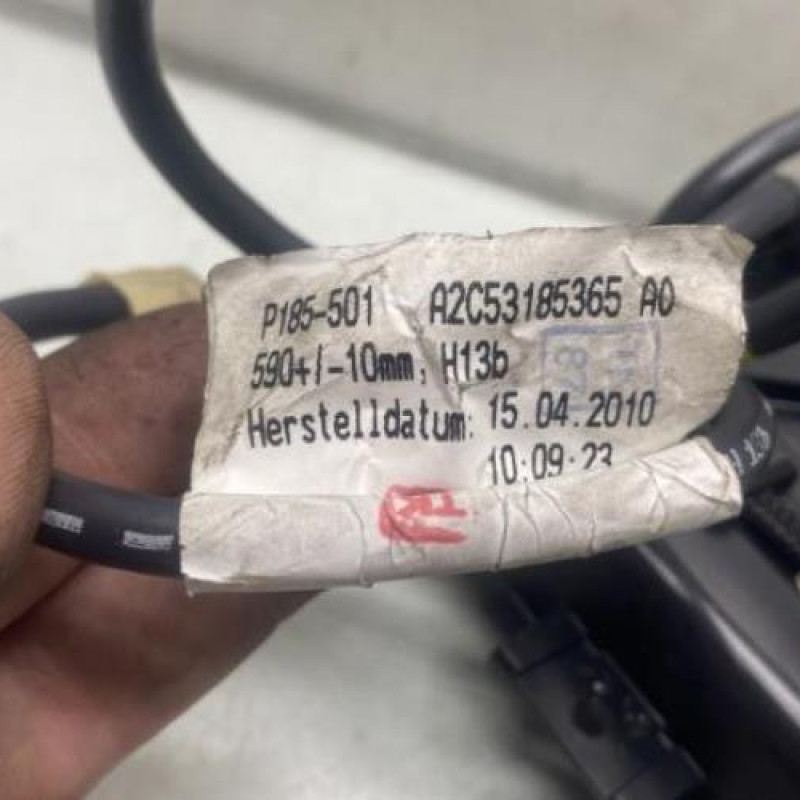 P185-501 A2C53185365 A0
590+/-10mm, H13b
Herstelldatum: 15.04.2010
10:09:23